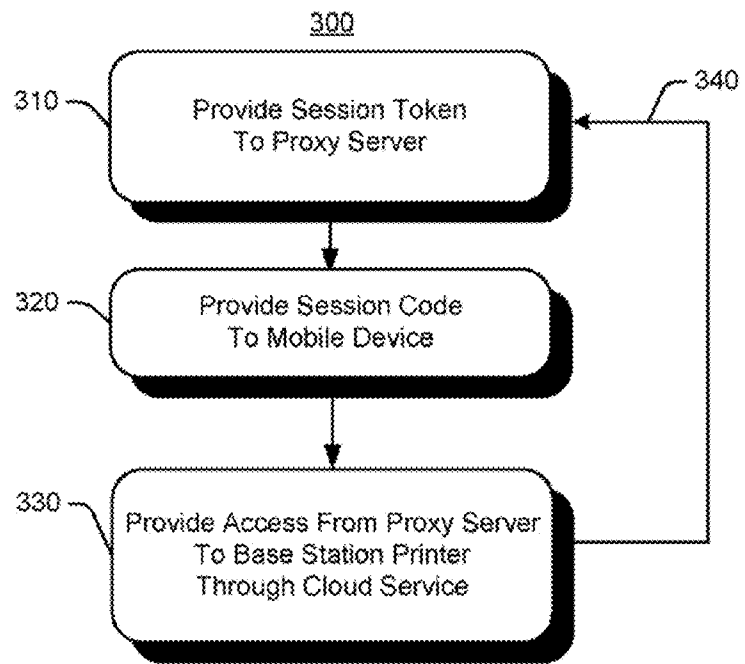 300
310
Provide Session Token
To Proxy Server
340
320
Provide Session Code
To Mobile Device
330
Provide Access From Proxy Server
To Base Station Printer
Through Cloud Service